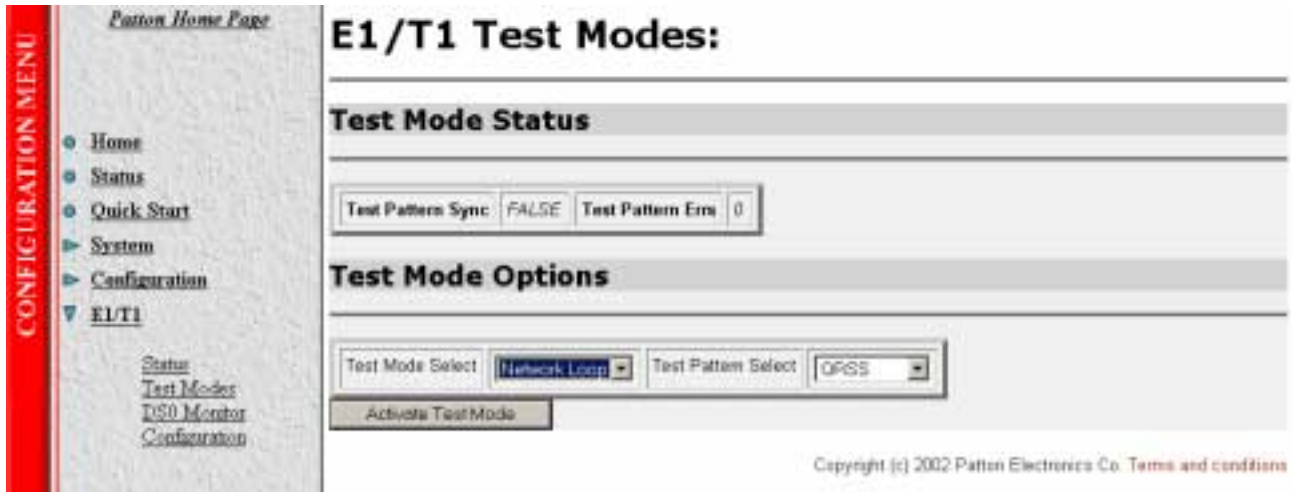 CONFIGURATION MENU
Patton Home Page
Home
Status
Quick Start
System
Configuration
E1/T1
Status
Test Modes
DS0 Monitor
Configuration
E1/T1 Test Modes:
Test Mode Status
Test Pattern Sync FALSE Test Pattern Errs 0
Test Mode Options
Test Mode Select Network Loop Test Pattern Select QRSS
Activate Test Mode
Copyright (c) 2002 Patton Electronics Co. Terms and conditions